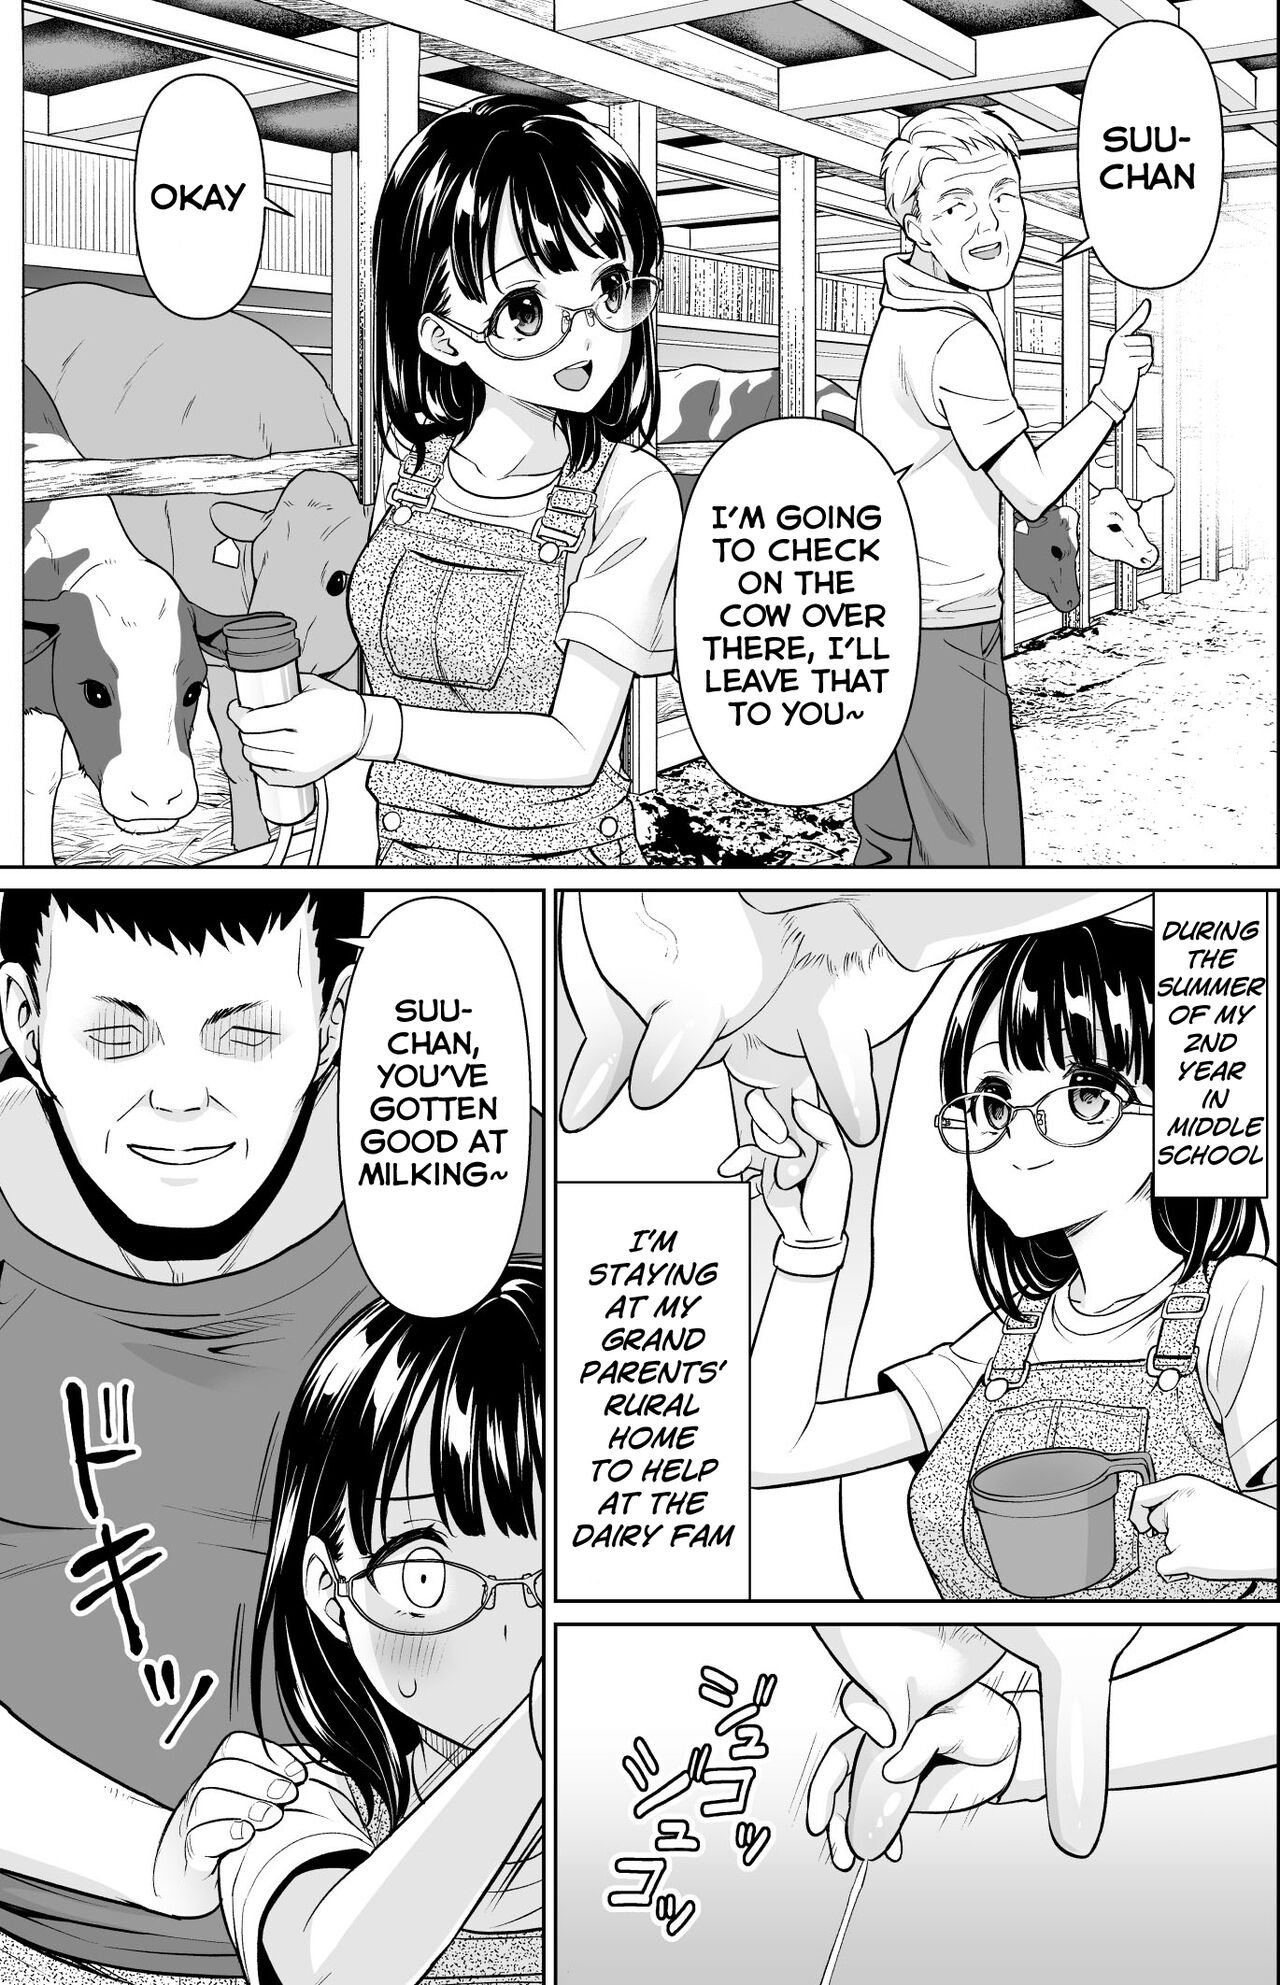 SUU-
CHAN
OKAY
I'M GOING
TO CHECK
ON THE
COW OVER
THERE, I'LL
LEAVE THAT
TO YOU~
DURING
THE
SUMMER
OF MY
2ND
YEAR
IN
MIDDLE
SCHOOL
I'M
STAYING
AT MY
GRAND
PARENTS'
RURAL
HOME
TO HELP
AT THE
DAIRY FAM
ジュコッ
ジュコッ
SUU-
CHAN,
YOU'VE
GOTTEN
GOOD AT
MILKING~
ドキッ